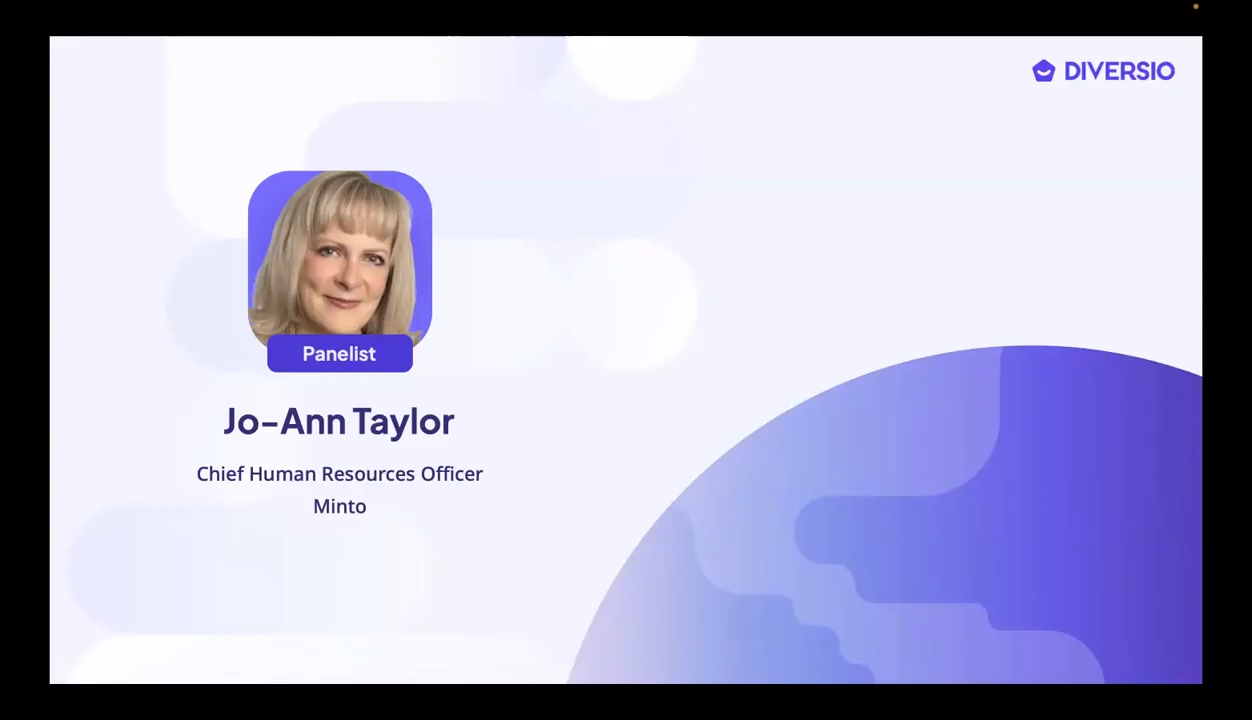 DIVERSIO
Panelist
Jo-Ann Taylor
Chief Human Resources Officer
Minto